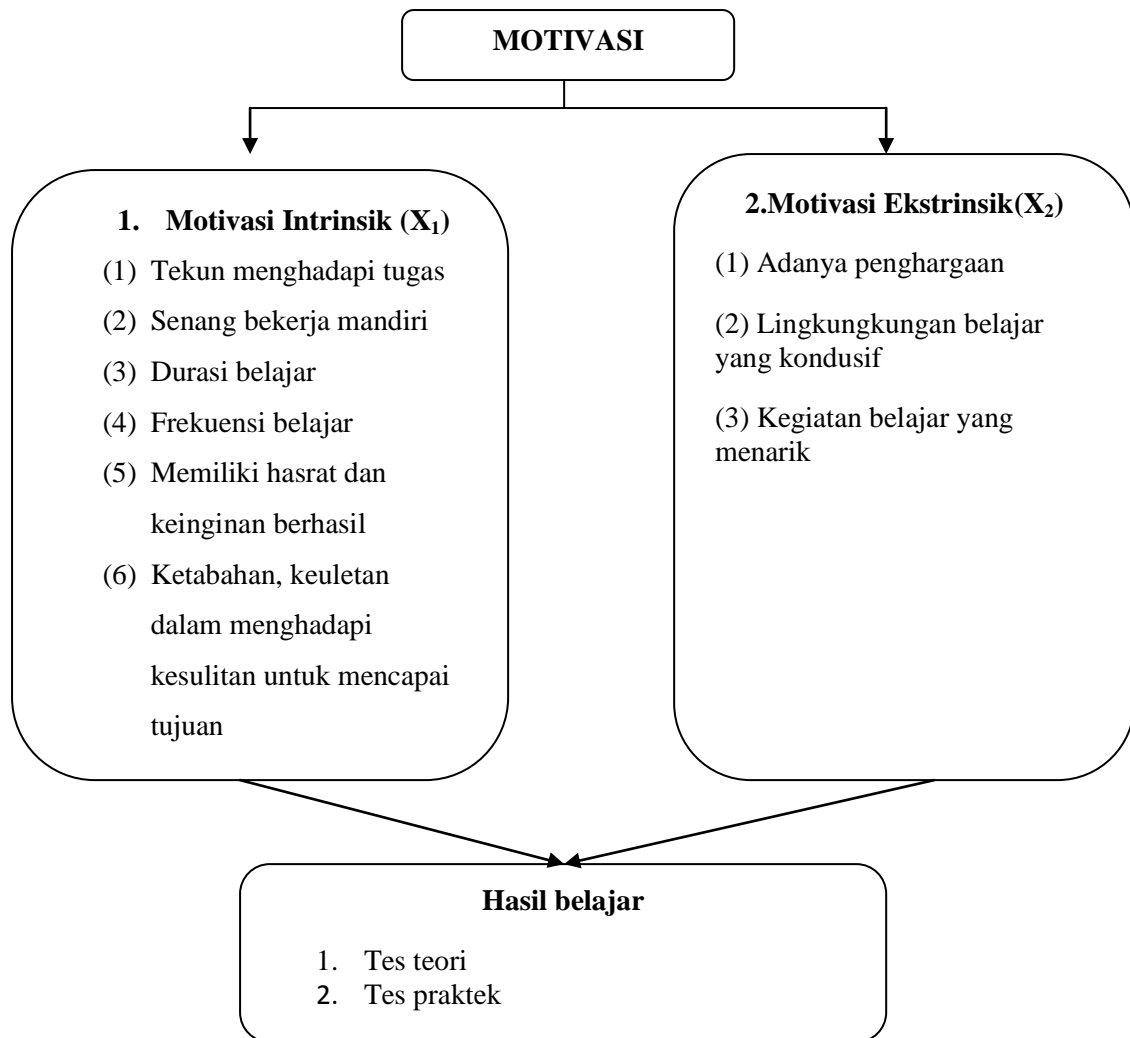 MOTIVASI
1. Motivasi Intrinsik (X₁)
(1) Tekun menghadapi tugas
(2) Senang bekerja mandiri
(3) Durasi belajar
(4) Frekuensi belajar
(5) Memiliki hasrat dan
keinginan berhasil
(6) Ketabahan, keuletan
dalam menghadapi
kesulitan untuk mencapai
tujuan
2.Motivasi Ekstrinsik(X₂)
(1) Adanya penghargaan
(2) Lingkungkungan belajar
yang kondusif
(3) Kegiatan belajar yang
menarik
Hasil belajar
1. Tes teori
2. Tes praktek